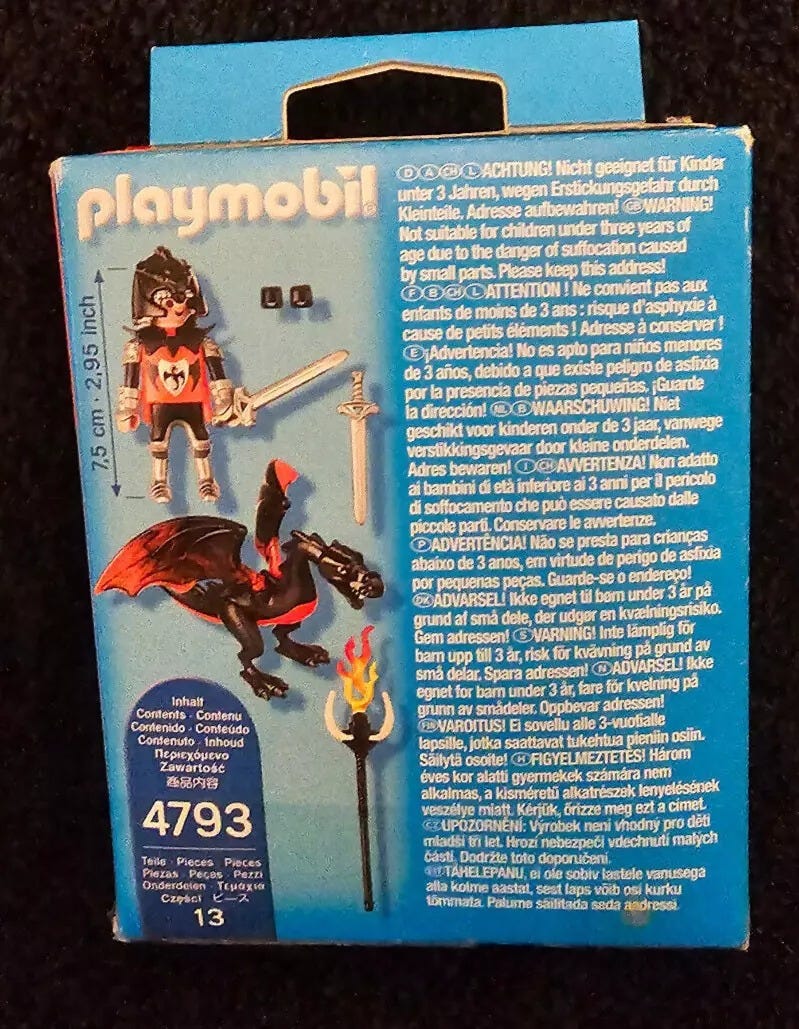 playmobil®
7,5 cm · 2,95 inch
Inhalt
Contents · Contenu
Contenido · Conteúdo
Contenuto · Inhoud
Περιεχόμενο
Zawartość
商品内容
4793
Teile · Pieces · Pieces
Piezas · Peças · Pezzi
Onderdelen · Τεμάχια
Części ピース
13
D A CH L ACHTUNG! Nicht geeignet für Kinder
unter 3 Jahren, wegen Erstickungsgefahr durch
Kleinteile. Adresse aufbewahren! GB WARNING!
Not suitable for children under three years of
age due to the danger of suffocation caused
by small parts. Please keep this address!
F B CH L ATTENTION ! Ne convient pas aux
enfants de moins de 3 ans : risque d'asphyxie à
cause de petits éléments ! Adresse à conserver !
E ¡Advertencia! No es apto para niños menores
de 3 años, debido a que existe peligro de asfixia
por la presencia de piezas pequeñas. ¡Guarde
la dirección! NL B WAARSCHUWING! Niet
geschikt voor kinderen onder de 3 jaar, vanwege
verstikkingsgevaar door kleine onderdelen.
Adres bewaren! I CH AVVERTENZA! Non adatto
ai bambini di età inferiore ai 3 anni per il pericolo
di soffocamento che può essere causato dalle
piccole parti. Conservare le avvertenze.
P ADVERTÊNCIA! Não se presta para crianças
abaixo de 3 anos, em virtude de perigo de asfixia
por pequenas peças. Guarde-se o endereço!
DK ADVARSEL! Ikke egnet til børn under 3 år på
grund af små dele, der udgør en kvælningsrisiko.
Gem adressen! S VARNING! Inte lämplig för
barn upp till 3 år, risk för kvävning på grund av
små delar. Spara adressen! N ADVARSEL! Ikke
egnet for barn under 3 år, fare for kvelning på
grunn av smådeler. Oppbevar adressen!
FIN VAROITUS! Ei sovellu alle 3-vuotialle
lapsille, jotka saattavat tukehtua pieniin osiin.
Säilytä osoite! H FIGYELMEZTETÉS! Három
éves kor alatti gyermekek számára nem
alkalmas, a kisméretű alkatrészek lenyelésének
veszélye miatt. Kérjük, őrizze meg ezt a címet.
CZ UPOZORNĚNÍ: Výrobek není vhodný pro děti
mladší tří let. Hrozí nebezpečí vdechnutí malých
částí. Dodržte toto doporučení.
TÄHELEPANU, ei ole sobiv lastele vanusega
alla kolme aastat, sest laps võib osi kurku
tõmmata. Palume säilitada seda aadressi.